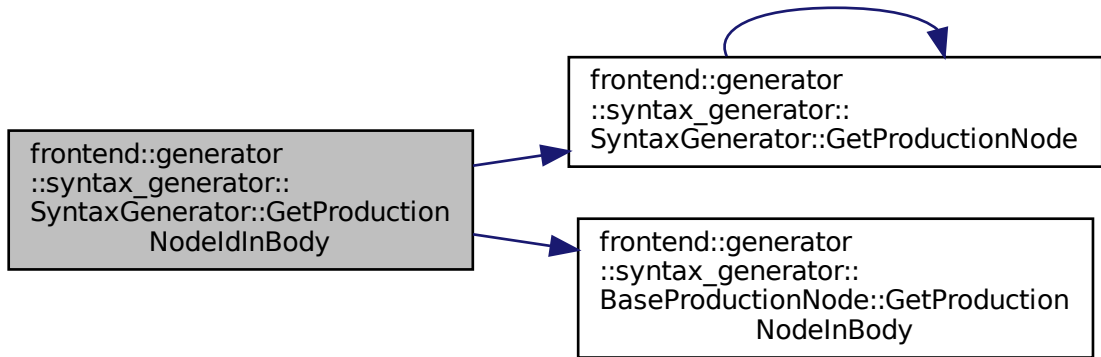 frontend::generator
::syntax_generator::
SyntaxGenerator::GetProduction
NodeIdInBody
frontend::generator
::syntax_generator::
SyntaxGenerator::GetProductionNode
frontend::generator
::syntax_generator::
BaseProductionNode::GetProduction
NodeInBody